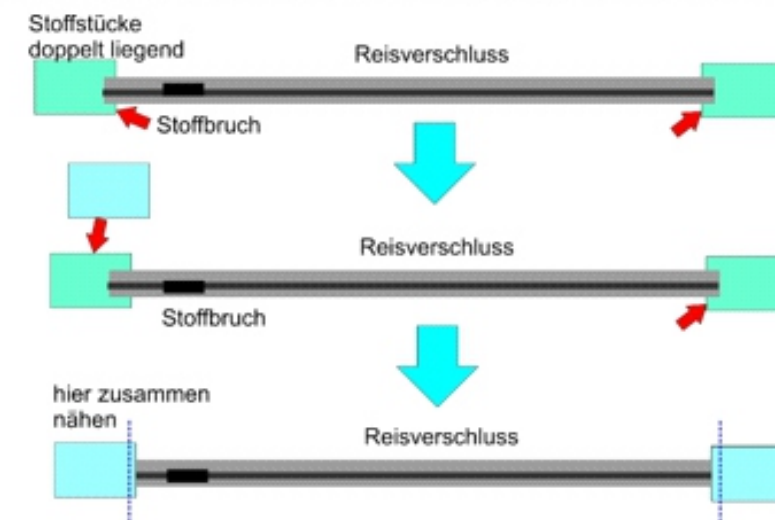 Stoffstücke
doppelt liegend
Reisverschluss
Stoffbruch
Reisverschluss
Stoffbruch
hier zusammen
nähen
Reisverschluss